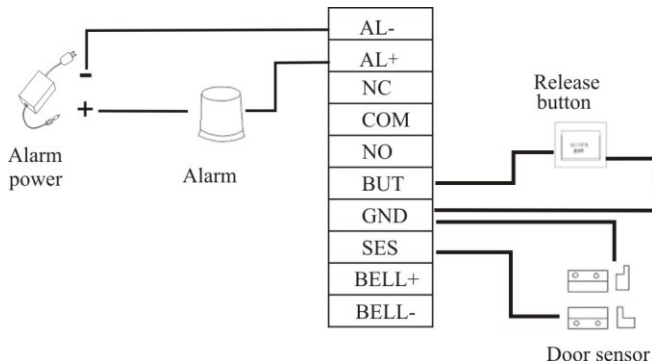 AL-
AL+
NC
COM
NO
BUT
GND
SES
BELL+
BELL-
-
+
Alarm
power
Alarm
Release
button
Door sensor